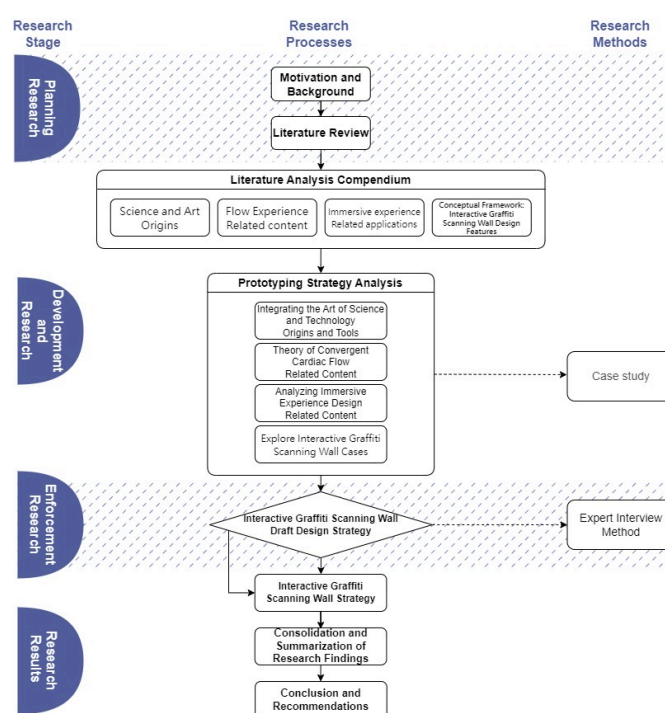 Research
Stage
Research
Processes
Research
Methods
Planning
Research
Motivation and
Background
Literature Review
Literature Analysis Compendium
Science and Art
Origins
Flow Experience
Related content
Immersive experience
Related applications
Conceptual Framework:
Interactive Graffiti
Scanning Wall Design
Features
Development
and
Research
Prototyping Strategy Analysis
Integrating the Art of Science
and Technology
Origins and Tools
Theory of Convergent
Cardiac Flow
Related Content
Analyzing Immersive
Experience Design
Related Content
Explore Interactive Graffiti
Scanning Wall Cases
Case study
Enforcement
Research
Interactive Graffiti Scanning Wall
Draft Design Strategy
Expert Interview
Method
Interactive Graffiti
Scanning Wall Strategy
Research
Results
Consolidation and
Summarization of
Research Findings
Conclusion and
Recommendations